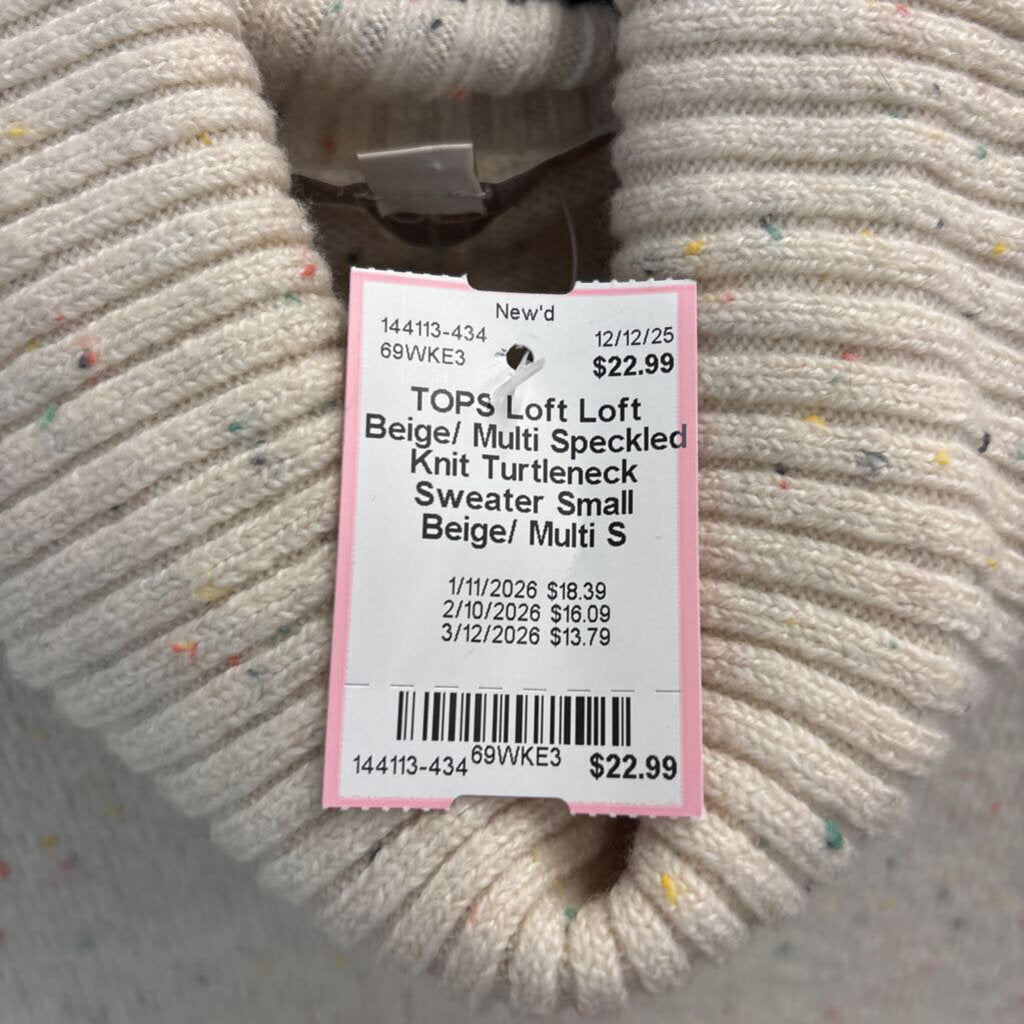 New'd
144113-434 12/12/25
69WKE3 $22.99
TOPS Loft Loft
Beige/ Multi Speckled
Knit Turtleneck
Sweater Small
Beige/ Multi S
1/11/2026 $18.39
2/10/2026 $16.09
3/12/2026 $13.79
144113-434 69WKE3 $22.99